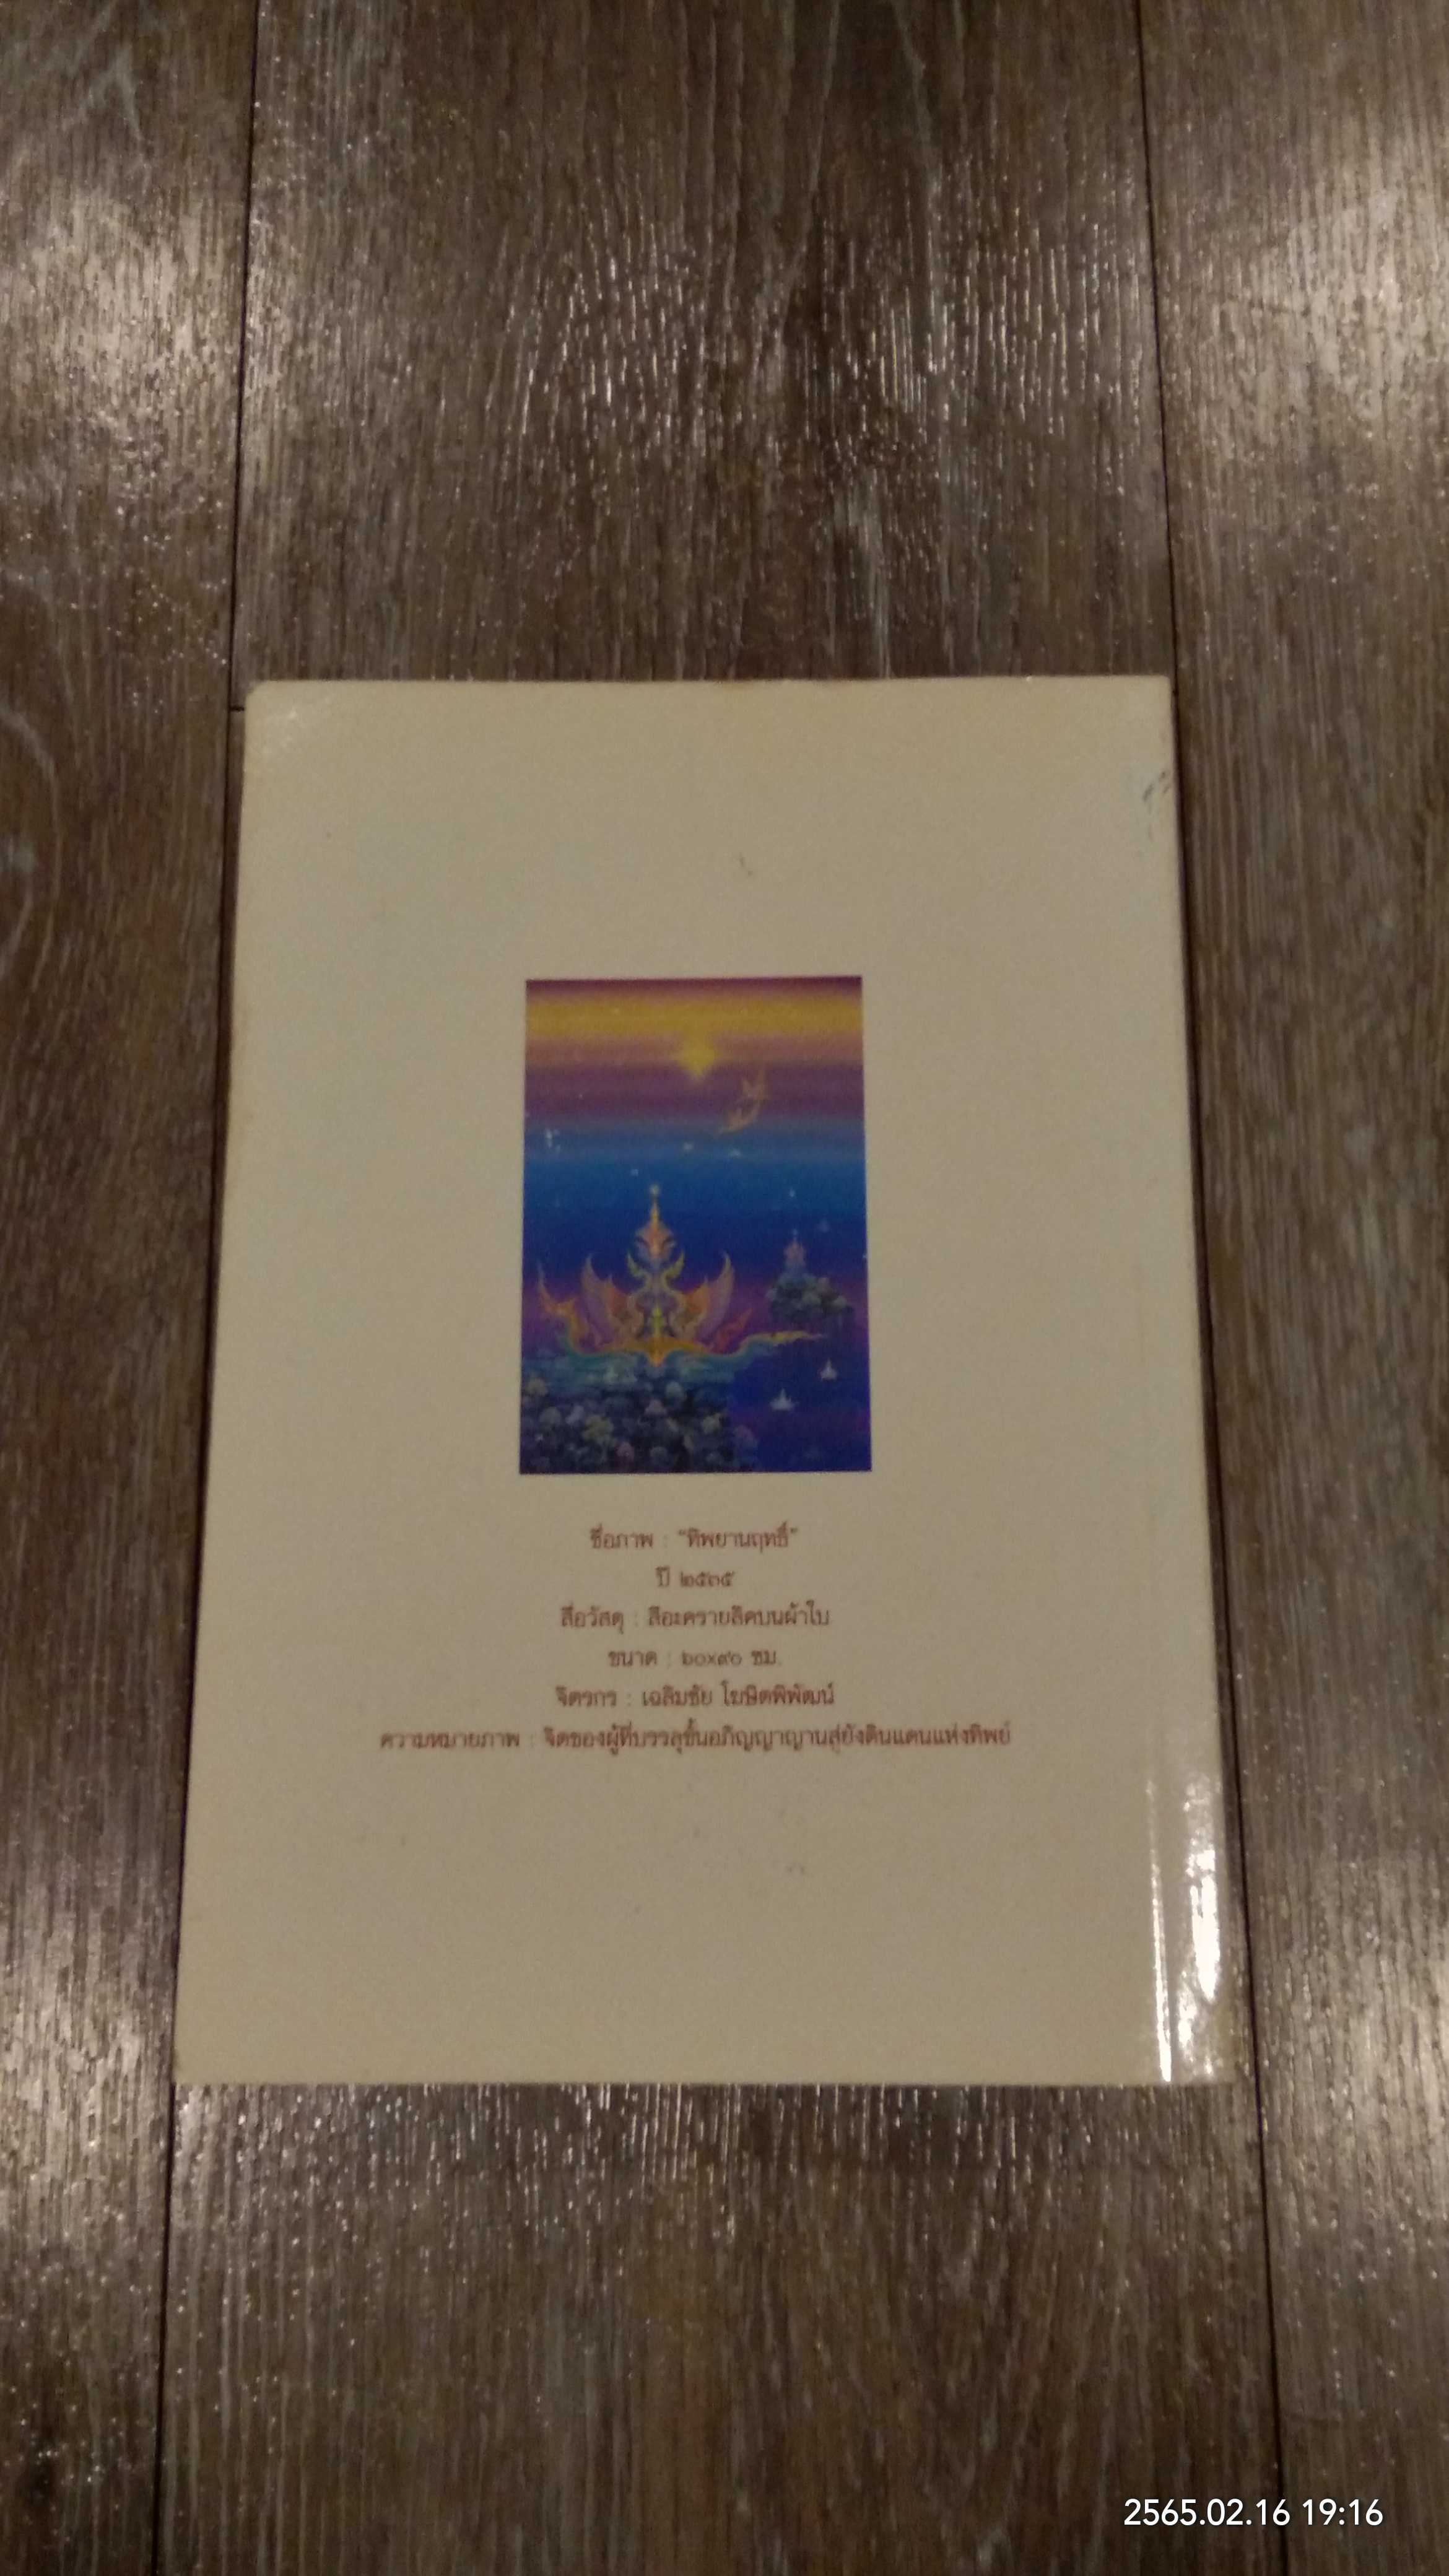 ชื่อภาพ : "ทิพยานฤทธิ์"
ปี ๒๕๓๕
สื่อวัสดุ : สีอะครายลิคบนผ้าใบ
ขนาด : ๖๐x๙๐ ซม.
จิตรกร : เฉลิมชัย โฆษิตพิพัฒน์
ความหมายภาพ : จิตของผู้ที่บรรลุขั้นอภิญญาญานสู่ยังดินแดนแห่งทิพย์
2565.02.16 19:16